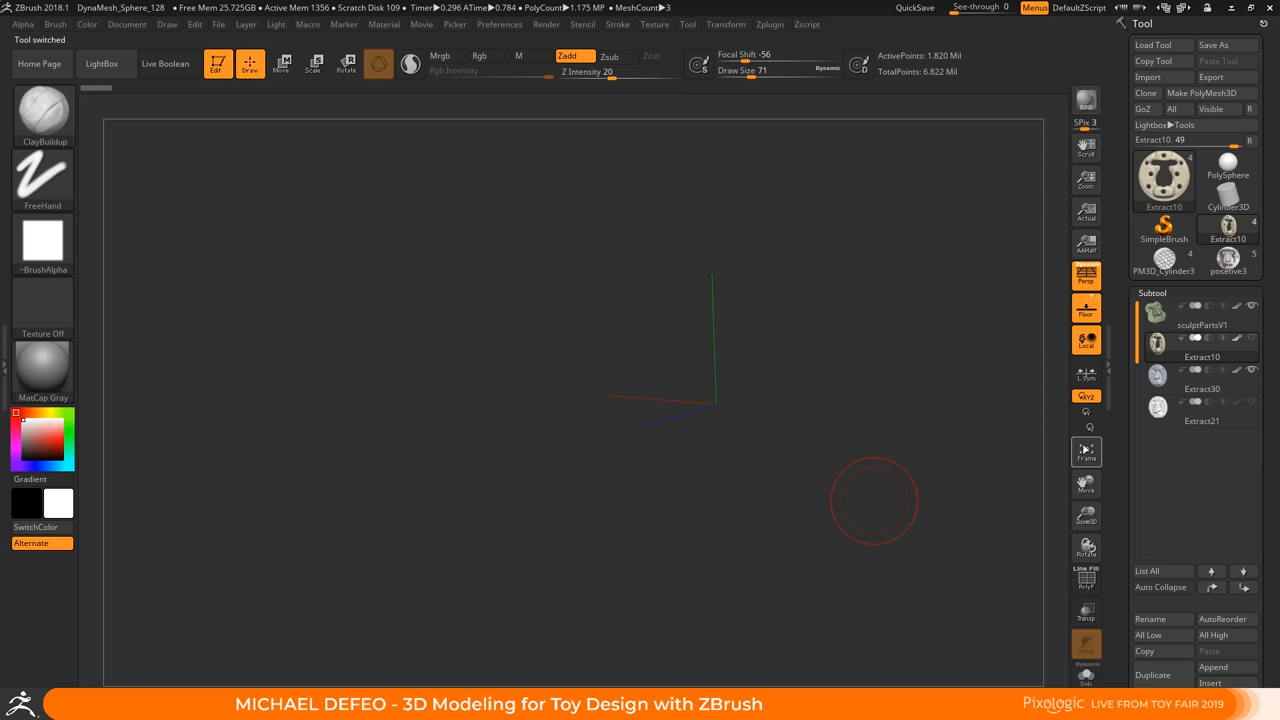 ZBrush 2018.1 DynaMesh_Sphere_128 • Free Mem 25.725GB • Active Mem 1356 • Scratch Disk 109 • Timer▶0.296 ATime▶0.784 • PolyCount▶1.175 MP • MeshCount▶3 QuickSave See-through 0 Menus DefaultZScript
Alpha Brush Color Document Draw Edit File Layer Light Macro Marker Material Movie Picker Preferences Render Stencil Stroke Texture Tool Transform Zplugin Zscript
Tool switched
Home Page LightBox Live Boolean Edit Draw Move Scale Rotate
Mrgb Rgb M Zadd Zsub Zcut
Rgb Intensity Z Intensity 20
Focal Shift -56
Draw Size 71 Dynamic
S D
ActivePoints: 1.820 Mil
TotalPoints: 6.822 Mil
ClayBuildup
FreeHand
~BrushAlpha
Texture Off
MatCap Gray
Gradient
SwitchColor
Alternate
BPR
SPix 3
Scroll
Zoom
Actual
AAHalf
Dynamic
Persp
Floor
Local
L.Sym
XYZ
Frame
Move
Zoom3D
Rotate
Line Fill
PolyF
Transp
Dynamic
Solo
Tool
Load Tool Save As
Copy Tool Paste Tool
Import Export
Clone Make PolyMesh3D
GoZ All Visible R
Lightbox▶Tools
Extract10. 49 R
4
Extract10
PolySphere
Cylinder3D
SimpleBrush
4
Extract10
4
PM3D_Cylinder3
5
posetive3
Subtool
sculptPartsV1
Extract10
Extract30
Extract21
List All
Auto Collapse
Rename AutoReorder
All Low All High
Copy Paste
Duplicate Append
Insert
MICHAEL DEFEO - 3D Modeling for Toy Design with ZBrush
PIXOLOGIC LIVE FROM TOY FAIR 2019